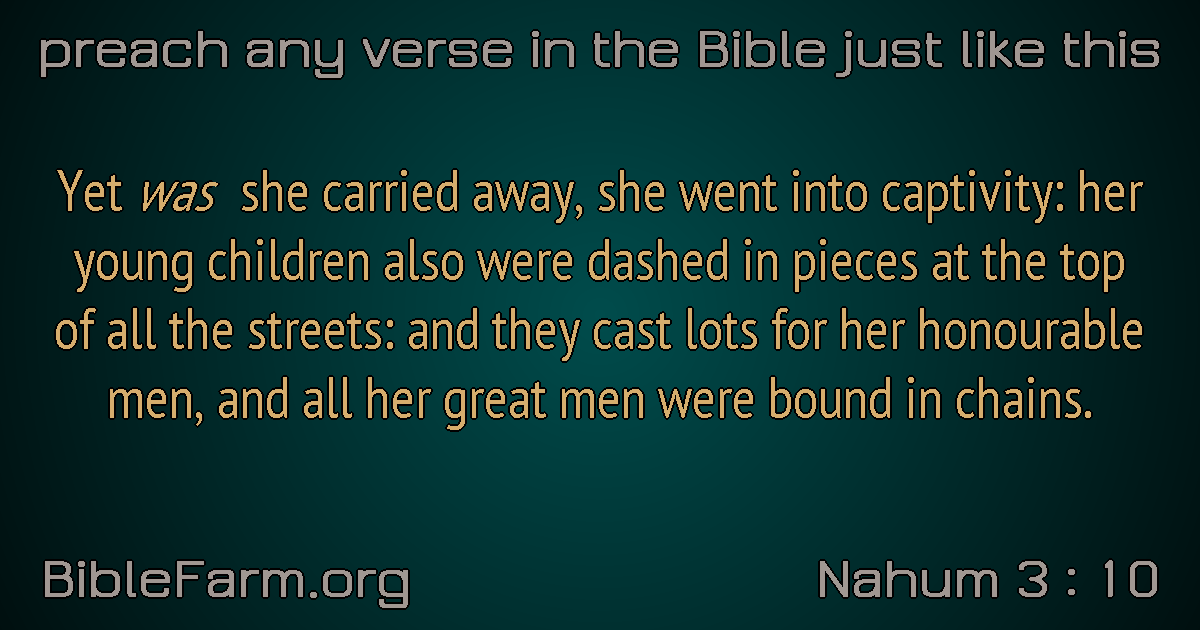 preach any verse in the Bible just like this
Yet was she carried away, she went into captivity: her
young children also were dashed in pieces at the top
of all the streets: and they cast lots for her honourable
men, and all her great men were bound in chains.
BibleFarm.org
Nahum 3 : 10